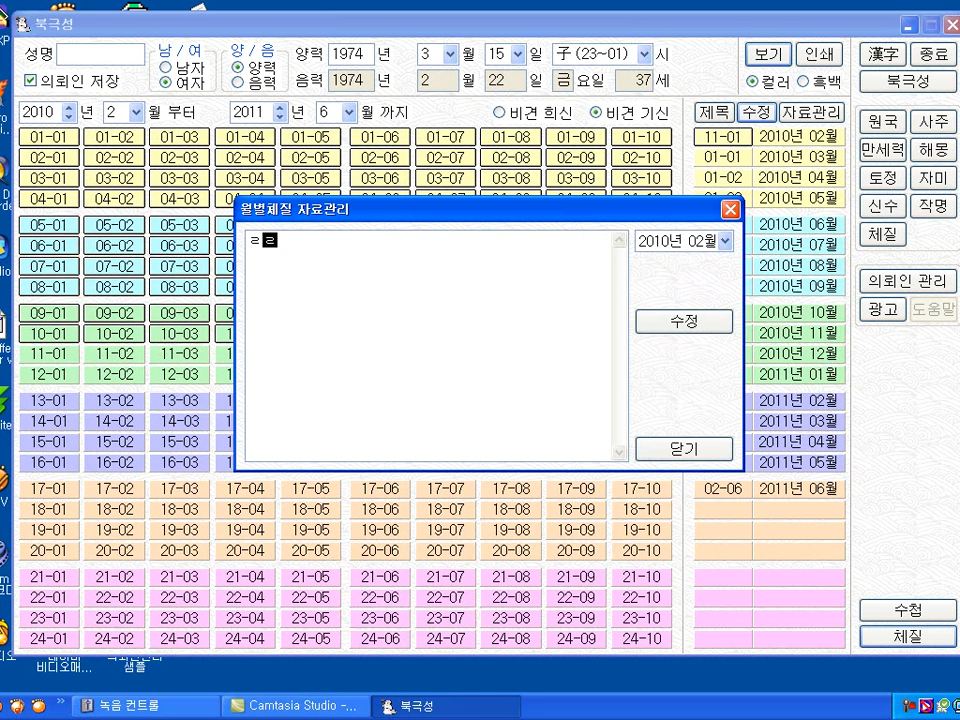 북극성
성명 남 / 여 양 / 음 양력 1974 년 3 월 15 일 子 (23~01) 시 보기 인쇄 漢字 종료
남자 양력
의뢰인 저장 여자 음력 음력 1974 년 2 월 22 일 금 요일 37 세 컬러 흑백 북극성
2010 년 2 월 부터 2011 년 6 월 까지 비견 희신 비견 기신 제목 수정 자료관리
원국 사주
만세력 해몽
토정 자미
신수 작명
체질
의뢰인 관리
광고 도움말
수첩
체질
01-01 01-02 01-03 01-04 01-05 01-06 01-07 01-08 01-09 01-10 11-01 2010년 02월
02-01 02-02 02-03 02-04 02-05 02-06 02-07 02-08 02-09 02-10 01-01 2010년 03월
03-01 03-02 03-03 03-04 03-05 03-06 03-07 03-08 03-09 03-10 01-02 2010년 04월
04-01 04-02 04-03 2010년 05월
05-01 05-02 05-03 2010년 06월
06-01 06-02 06-03 2010년 07월
07-01 07-02 07-03 2010년 08월
08-01 08-02 08-03 2010년 09월
09-01 09-02 09-03 2010년 10월
10-01 10-02 10-03 2010년 11월
11-01 11-02 11-03 2010년 12월
12-01 12-02 12-03 2011년 01월
13-01 13-02 13-03 2011년 02월
14-01 14-02 14-03 2011년 03월
15-01 15-02 15-03 2011년 04월
16-01 16-02 16-03 2011년 05월
월별체질 자료관리
ㄹㄹ 2010년 02월
수정
닫기
17-01 17-02 17-03 17-04 17-05 17-06 17-07 17-08 17-09 17-10 02-06 2011년 06월
18-01 18-02 18-03 18-04 18-05 18-06 18-07 18-08 18-09 18-10
19-01 19-02 19-03 19-04 19-05 19-06 19-07 19-08 19-09 19-10
20-01 20-02 20-03 20-04 20-05 20-06 20-07 20-08 20-09 20-10
21-01 21-02 21-03 21-04 21-05 21-06 21-07 21-08 21-09 21-10
22-01 22-02 22-03 22-04 22-05 22-06 22-07 22-08 22-09 22-10
23-01 23-02 23-03 23-04 23-05 23-06 23-07 23-08 23-09 23-10
24-01 24-02 24-03 24-04 24-05 24-06 24-07 24-08 24-09 24-10
비디오매... 샘플
녹음 컨트롤 Camtasia Studio -... 북극성